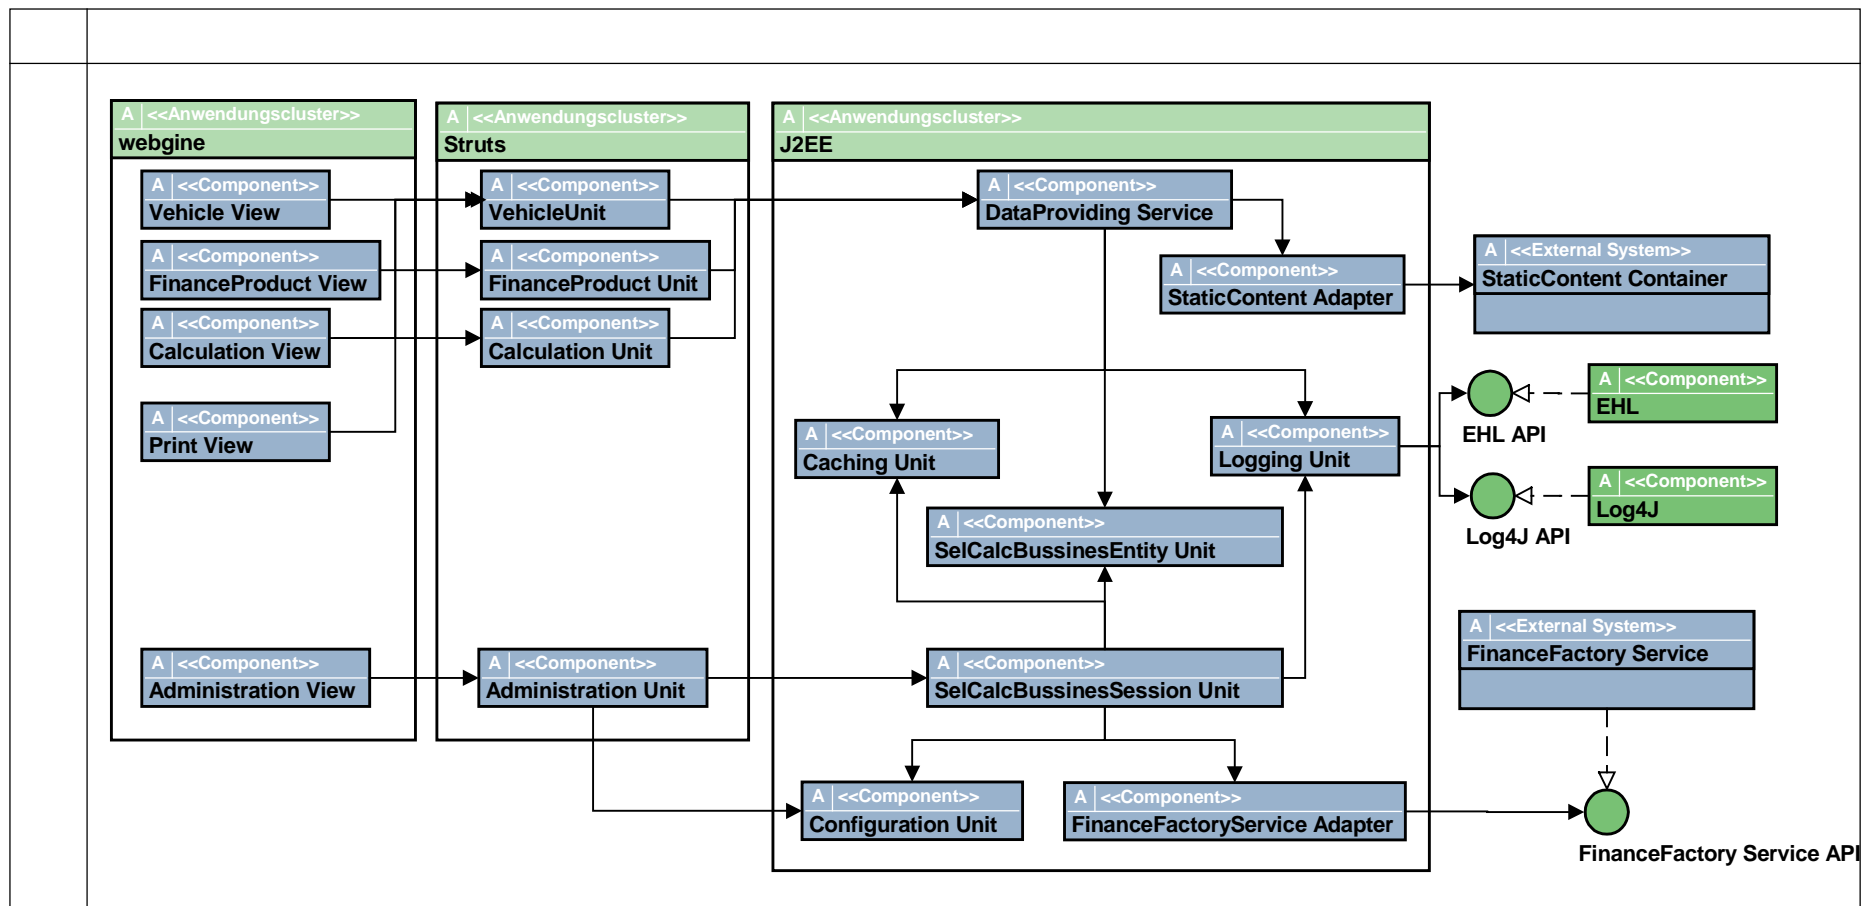 A <<Anwendungscluster>>
webgine
A <<Component>>
Vehicle View
A <<Component>>
FinanceProduct View
A <<Component>>
Calculation View
A <<Component>>
Print View
A <<Component>>
Administration View
A <<Anwendungscluster>>
Struts
A <<Component>>
VehicleUnit
A <<Component>>
FinanceProduct Unit
A <<Component>>
Calculation Unit
A <<Component>>
Administration Unit
A <<Anwendungscluster>>
J2EE
A <<Component>>
DataProviding Service
A <<Component>>
StaticContent Adapter
A <<Component>>
Caching Unit
A <<Component>>
Logging Unit
A <<Component>>
SelCalcBussinesEntity Unit
A <<Component>>
SelCalcBussinesSession Unit
A <<Component>>
Configuration Unit
A <<Component>>
FinanceFactoryService Adapter
A <<External System>>
StaticContent Container
EHL API
A <<Component>>
EHL
Log4J API
A <<Component>>
Log4J
A <<External System>>
FinanceFactory Service
FinanceFactory Service API